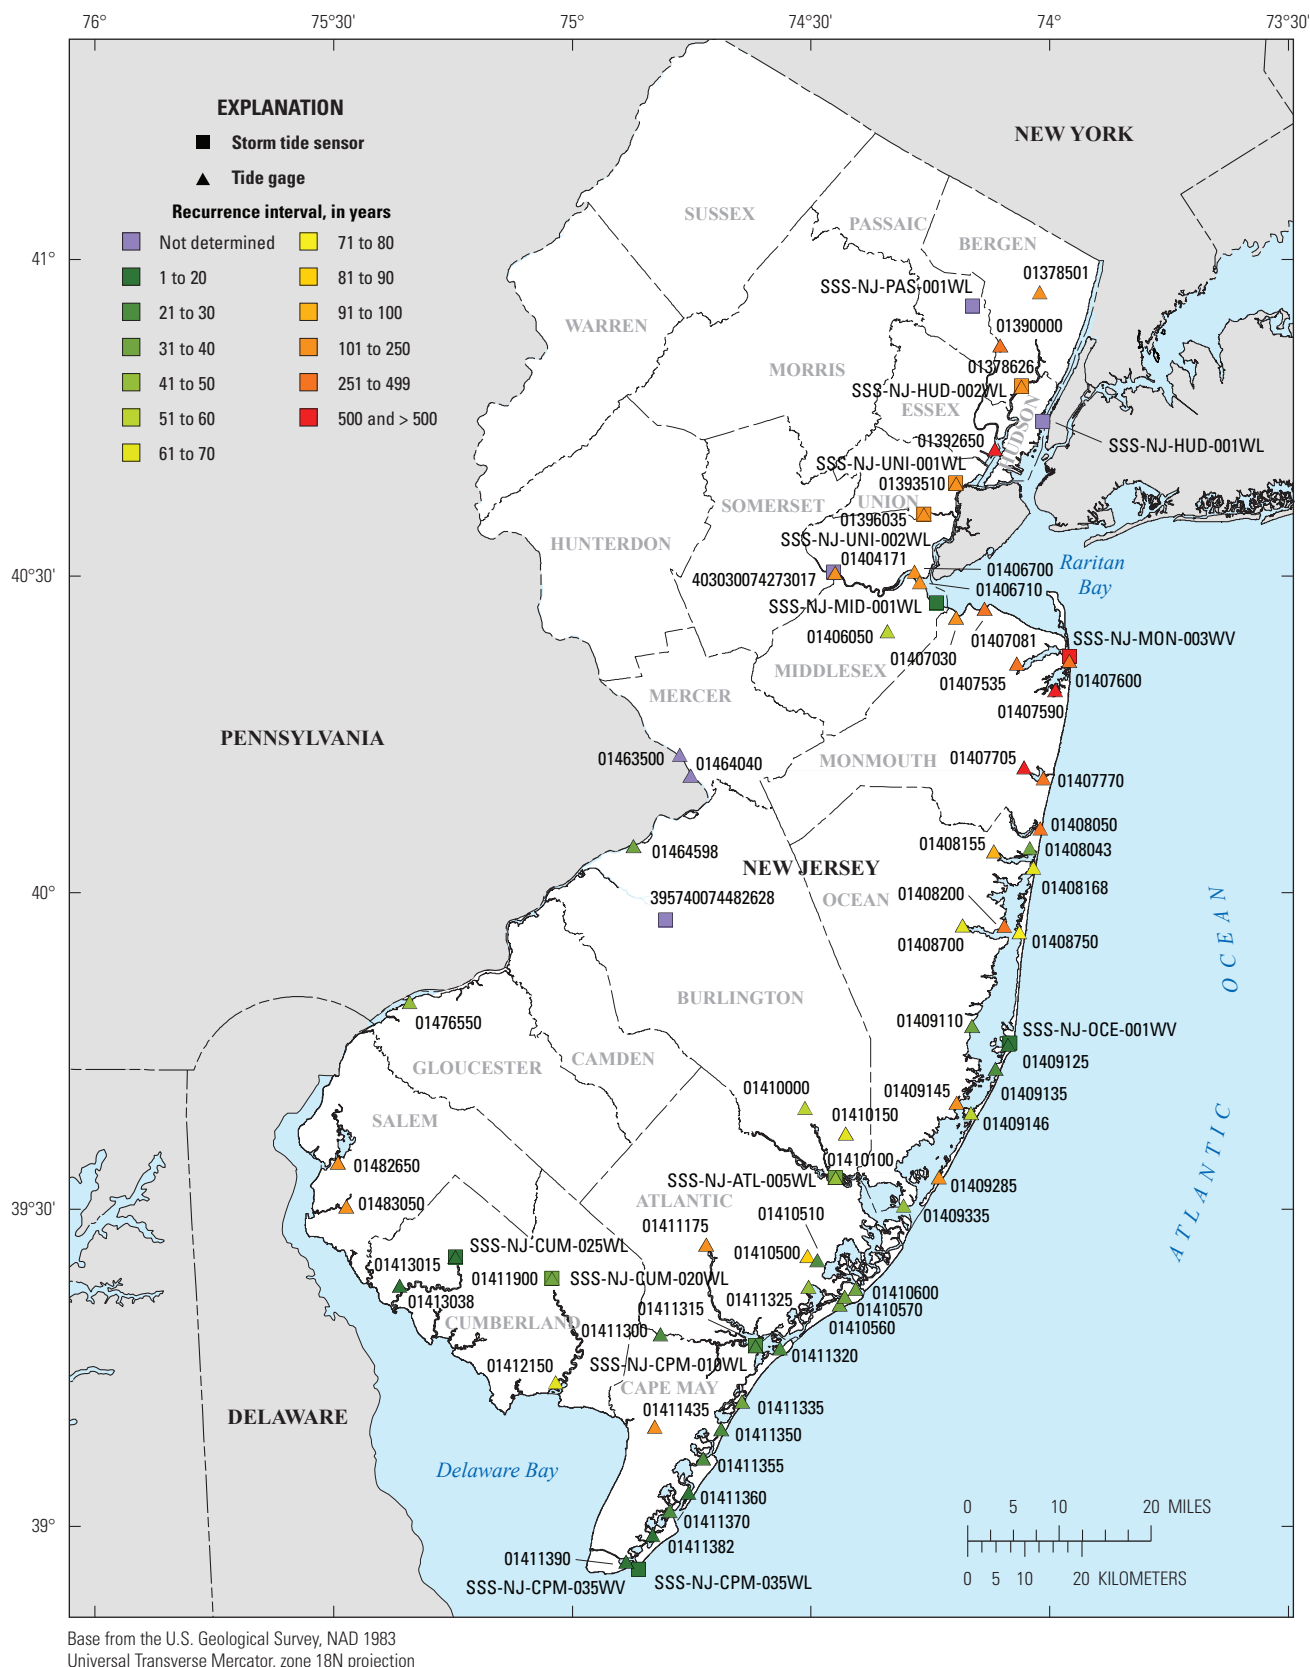 76°
75°30'
75°
74°30'
74°
73°30'
EXPLANATION
Storm tide sensor
Tide gage
Recurrence interval, in years
Not determined
1 to 20
21 to 30
31 to 40
41 to 50
51 to 60
61 to 70
71 to 80
81 to 90
91 to 100
101 to 250
251 to 499
500 and > 500
NEW YORK
SUSSEX
PASSAIC
BERGEN
41°
01378501
SSS-NJ-PAS-001WL
WARREN
01390000
MORRIS
01378626
SSS-NJ-HUD-002WL
ESSEX
HUDSON
01392650
SSS-NJ-HUD-001WL
SSS-NJ-UNI-001WL
01393510
SOMERSET
UNION
01396035
HUNTERDON
SSS-NJ-UNI-002WL
01404171
Raritan
Bay
40°30'
403030074273017
01406700
01406710
SSS-NJ-MID-001WL
01406050
01407081
SSS-NJ-MON-003WV
01407030
MIDDLESEX
01407535
01407600
MERCER
01407590
PENNSYLVANIA
01463500
01464040
MONMOUTH
01407705
01407770
01408050
01408155
01408043
01464598
NEW JERSEY
01408168
40°
395740074482628
OCEAN
01408200
01408700
01408750
ATLANTIC OCEAN
BURLINGTON
01476550
01409110
SSS-NJ-OCE-001WV
GLOUCESTER
CAMDEN
01409125
01410000
01409145
01409135
SALEM
01410150
01409146
01410100
01482650
SSS-NJ-ATL-005WL
01409285
ATLANTIC
01483050
39°30'
01410510
01409335
01411175
SSS-NJ-CUM-025WL
01410500
01413015
01411900
SSS-NJ-CUM-020WL
01413038
01411325
01410600
01411315
01410570
CUMBERLAND
01411300
01410560
01411320
01412150
SSS-NJ-CPM-010WL
CAPE MAY
01411435
01411335
DELAWARE
01411350
Delaware Bay
01411355
01411360
01411370
39°
01411382
01411390
SSS-NJ-CPM-035WV
SSS-NJ-CPM-035WL
0 5 10 20 MILES
0 5 10 20 KILOMETERS
Base from the U.S. Geological Survey, NAD 1983
Universal Transverse Mercator, zone 18N projection